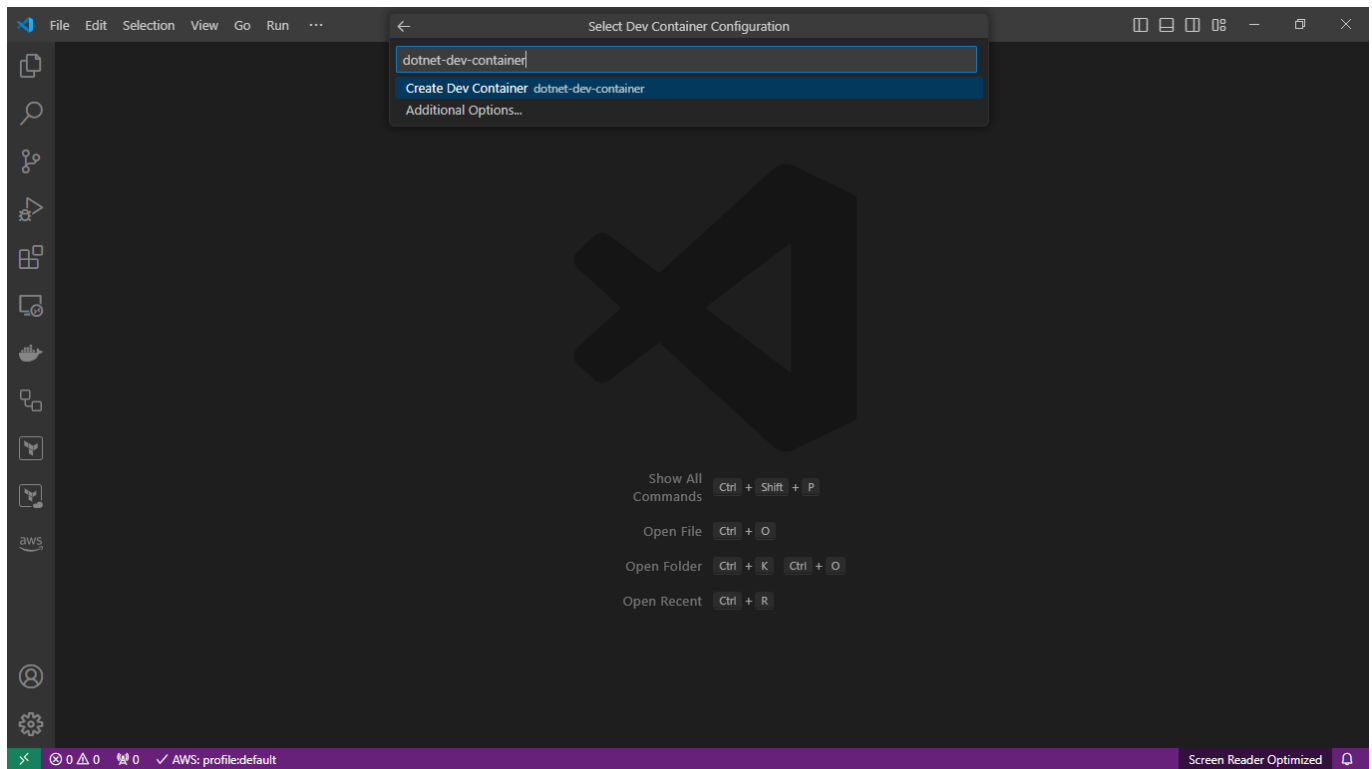 File Edit Selection View Go Run ···
Select Dev Container Configuration
dotnet-dev-container
Create Dev Container dotnet-dev-container
Additional Options...
Show All Commands Ctrl + Shift + P
Open File Ctrl + O
Open Folder Ctrl + K Ctrl + O
Open Recent Ctrl + R
aws
0 0 0 AWS: profile:default Screen Reader Optimized